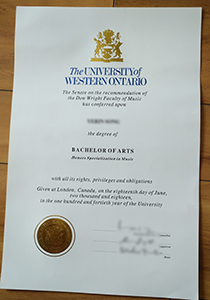 The UNIVERSITY of
WESTERN ONTARIO
The Senate on the recommendation of
the Don Wright Faculty of Music
has conferred upon
the degree of
BACHELOR OF ARTS
Honors Specialization in Music
with all its rights, privileges and obligations
Given at London, Canada, on the eighteenth day of June,
two thousand and eighteen,
in the one hundred and fortieth year of the University